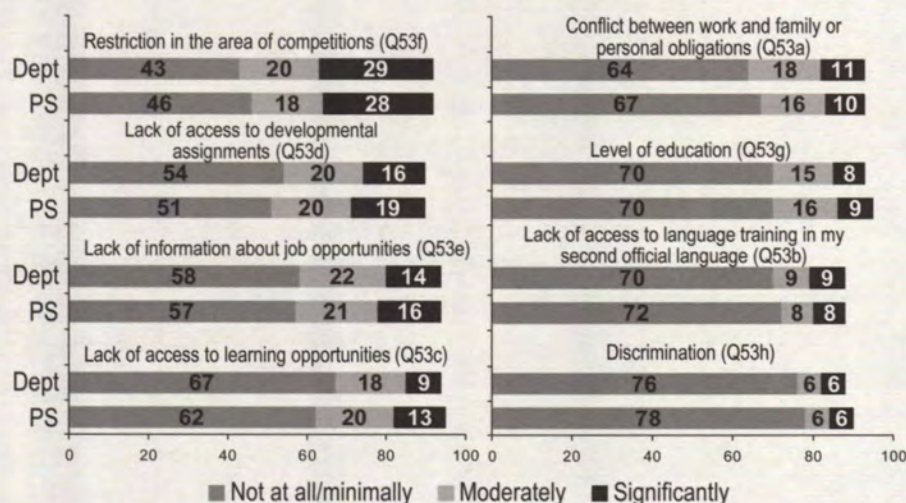 Restriction in the area of competitions (Q53f)
Dept 43 20 29
PS 46 18 28
Lack of access to developmental
assignments (Q53d)
Dept 54 20 16
PS 51 20 19
Lack of information about job opportunities (Q53e)
Dept 58 22 14
PS 57 21 16
Lack of access to learning opportunities (Q53c)
Dept 67 18 9
PS 62 20 13
0 20 40 60 80 100
Conflict between work and family or
personal obligations (Q53a)
64 18 11
67 16 10
Level of education (Q53g)
70 15 8
70 16 9
Lack of access to language training in my
second official language (Q53b)
70 9 9
72 8 8
Discrimination (Q53h)
76 6 6
78 6 6
0 20 40 60 80 100
Not at all/minimally Moderately Significantly